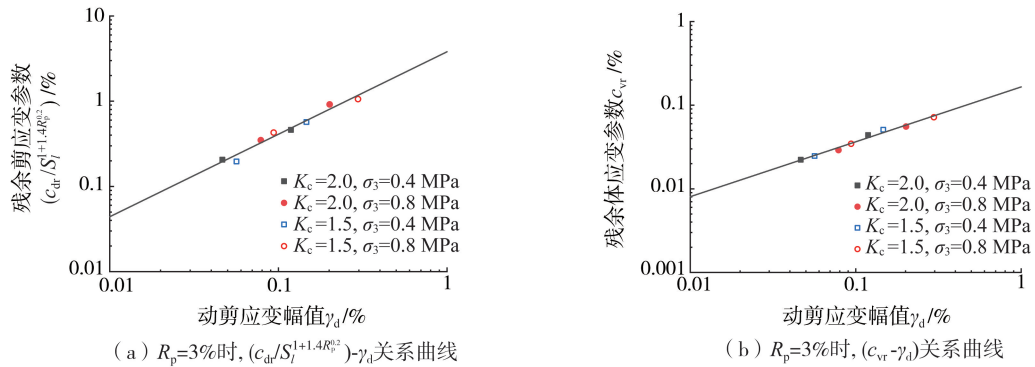 10
1
0.1
0.01
0.01
0.1
1
残余剪应变参数
(c_dr/S_l^{1+1.4R_p^{0.2}})/%
K_c=2.0, σ_3=0.4 MPa
K_c=2.0, σ_3=0.8 MPa
K_c=1.5, σ_3=0.4 MPa
K_c=1.5, σ_3=0.8 MPa
动剪应变幅值γ_d/%
(a) R_p=3%时, (c_dr/S_l^{1+1.4R_p^{0.2}})-γ_d关系曲线
1
0.1
0.01
0.001
0.01
0.1
1
残余体应变参数c_vr/%
K_c=2.0, σ_3=0.4 MPa
K_c=2.0, σ_3=0.8 MPa
K_c=1.5, σ_3=0.4 MPa
K_c=1.5, σ_3=0.8 MPa
动剪应变幅值γ_d/%
(b) R_p=3%时, (c_vr-γ_d)关系曲线